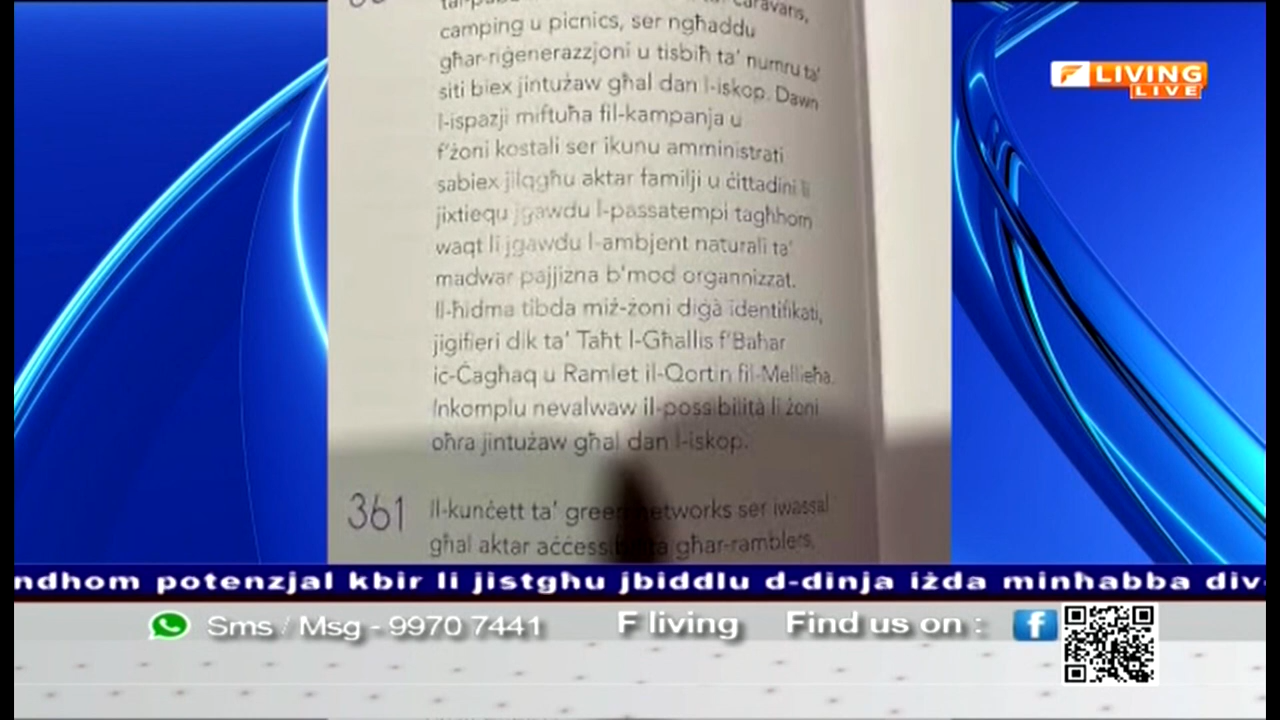 caravans,
camping u picnics, ser ngħaddu
għar-riġenerazzjoni u tisbiħ ta' numru ta'
siti biex jintużaw għal dan l-iskop. Dawn
l-ispazji miftuħa fil-kampanja u
f'żoni kostali ser ikunu amministrati
sabiex jilqgħu aktar familji u ċittadini li
jixtiequ jgawdu l-passatempi tagħhom
waqt li jgawdu l-ambjent naturali ta'
madwar pajjiżna b'mod organnizzat.
Il-ħidma tibda miż-żoni diġà identifikati,
jigifieri dik ta' Taħt l-Għallis f'Baħar
iċ-Ċagħaq u Ramlet il-Qortin fil-Mellieħa.
Inkomplu nevalwaw il-possibilità li żoni
oħra jintużaw għal dan l-iskop.
361 Il-kunċett ta' green networks ser iwassal
għal aktar għar-ramblers,
F LIVING
LIVE
ndhom potenzjal kbir li jistgħu jbiddlu d-dinja iżda minħabba div
Sms / Msg - 9970 7441 F living Find us on :